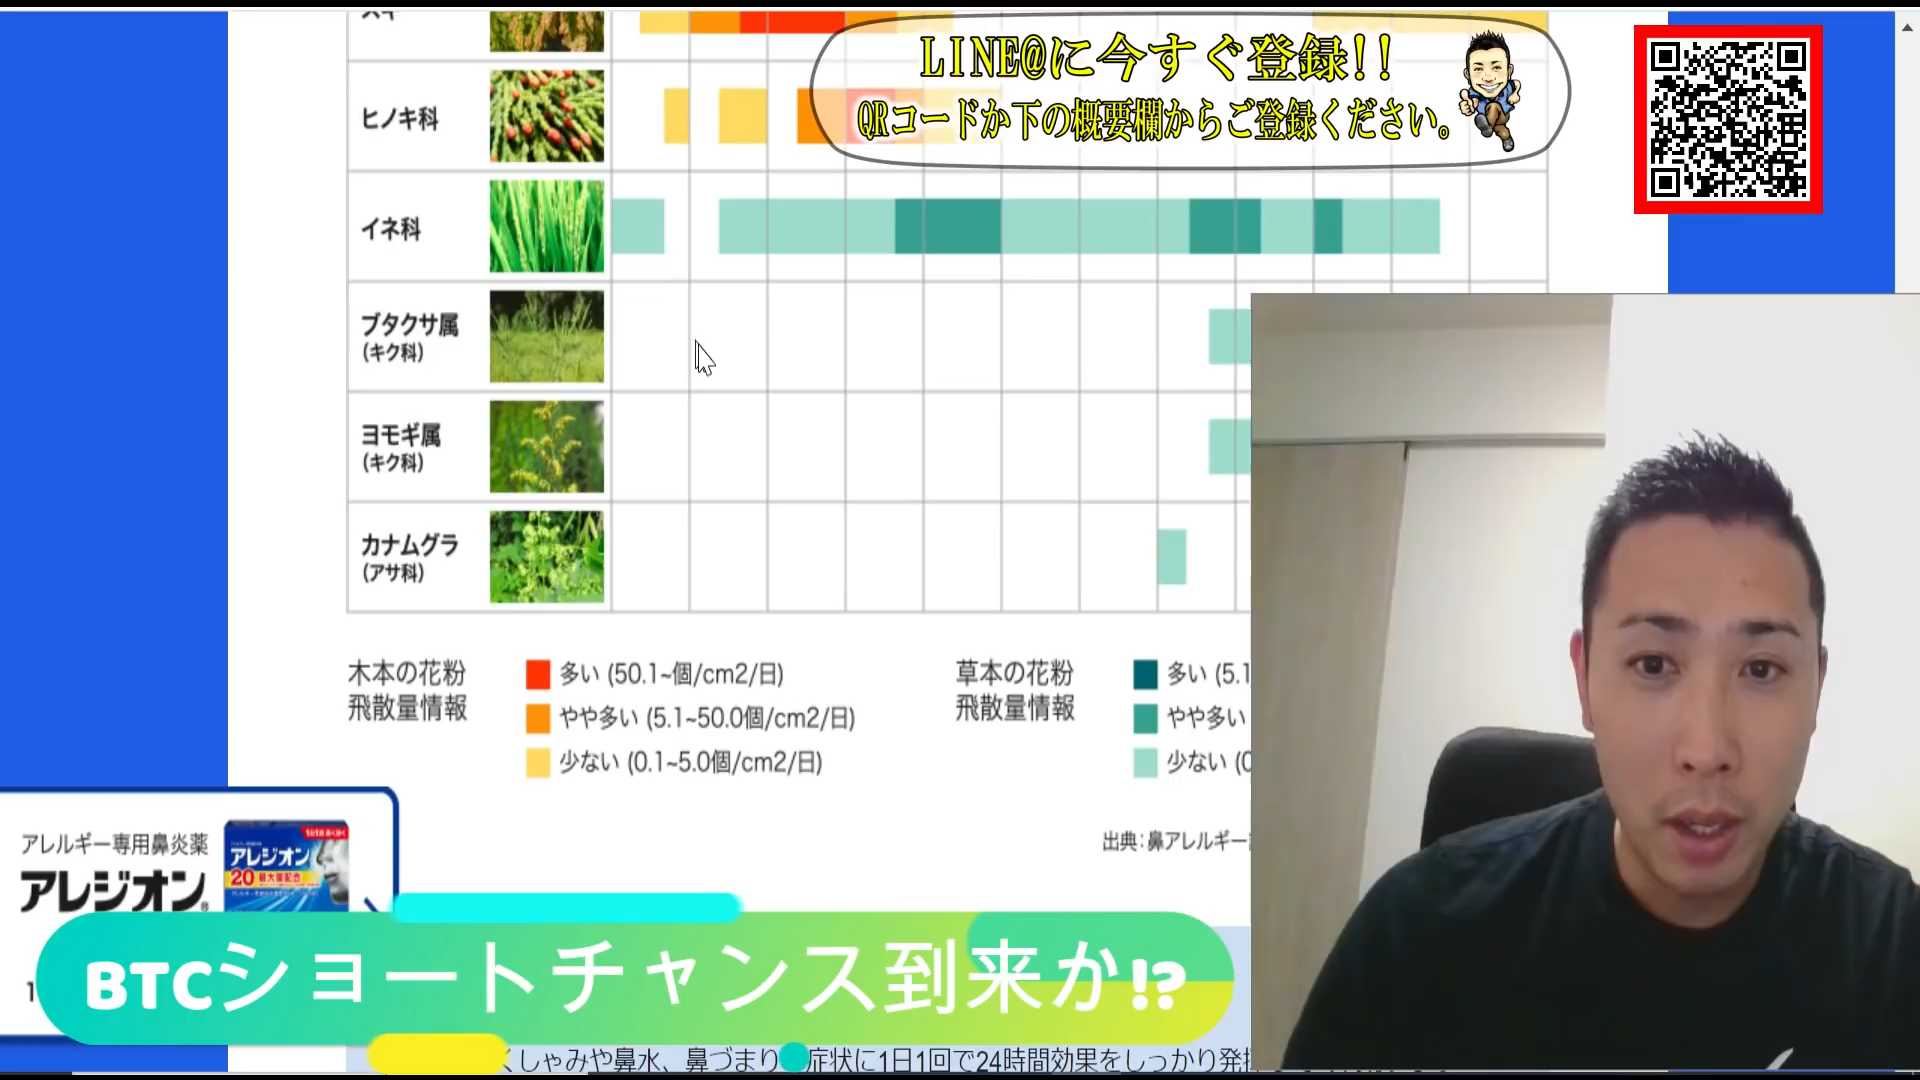 スギ
LINE@に今すぐ登録!!
QRコードか下の概要欄からご登録ください。
ヒノキ科
イネ科
ブタクサ属
(キク科)
ヨモギ属
(キク科)
カナムグラ
(アサ科)
木本の花粉
飛散量情報
多い (50.1~個/cm2/日)
やや多い (5.1~50.0個/cm2/日)
少ない (0.1~5.0個/cm2/日)
草本の花粉
飛散量情報
多い (5.1
やや多い
少ない (0
出典:鼻アレルギー
アレルギー専用鼻炎薬
アレジオン®
アレジオン
20 最大量配合
BTCショートチャンス到来か!?
くしゃみや鼻水、鼻づまり 症状に1日1回で24時間効果をしっかり発揮